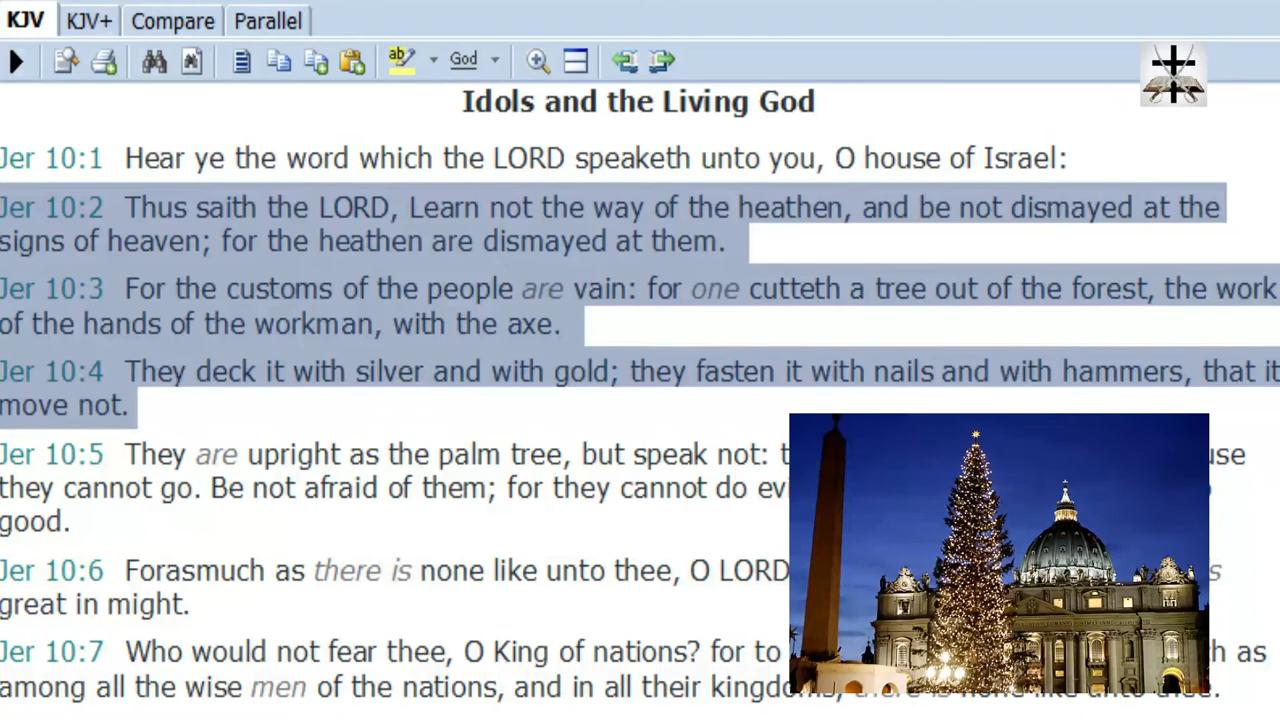 KJV KJV+ Compare Parallel
ab God
Idols and the Living God
Jer 10:1 Hear ye the word which the LORD speaketh unto you, O house of Israel:
Jer 10:2 Thus saith the LORD, Learn not the way of the heathen, and be not dismayed at the
signs of heaven; for the heathen are dismayed at them.
Jer 10:3 For the customs of the people are vain: for one cutteth a tree out of the forest, the work
of the hands of the workman, with the axe.
Jer 10:4 They deck it with silver and with gold; they fasten it with nails and with hammers, that it
move not.
Jer 10:5 They are upright as the palm tree, but speak not:
they cannot go. Be not afraid of them; for they cannot do
good.
Jer 10:6 Forasmuch as there is none like unto thee, O LORD
great in might.
Jer 10:7 Who would not fear thee, O King of nations? for to as
among all the wise men of the nations, and in all their kingdoms, there is none like unto thee.